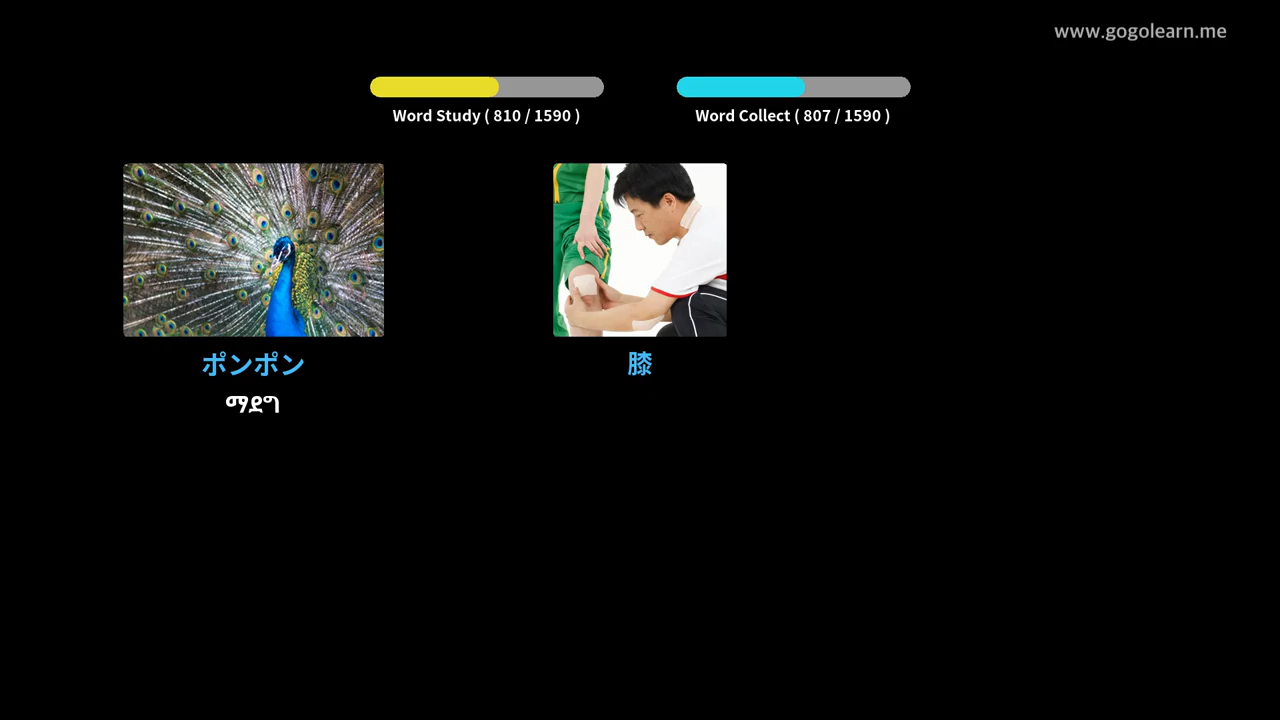 www.gogolearn.me
Word Study ( 810 / 1590 )
Word Collect ( 807 / 1590 )
ポンポン
ማደግ
膝